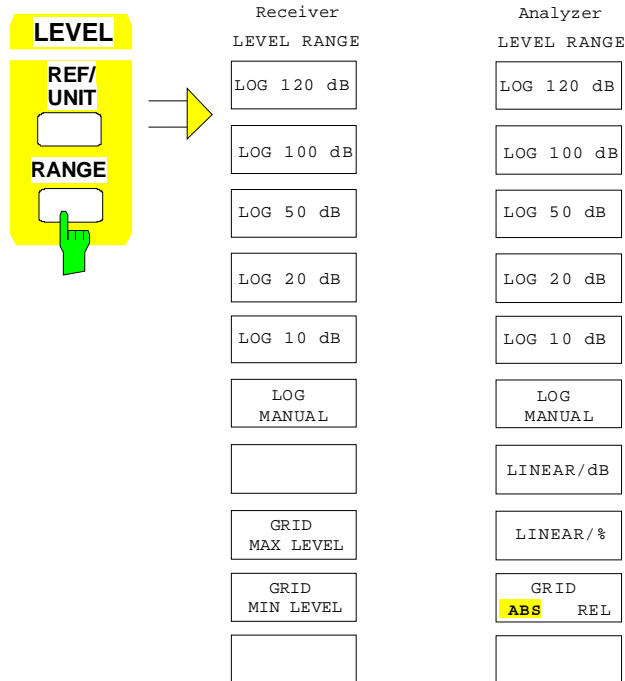 LEVEL
REF/
UNIT
RANGE
Receiver
LEVEL RANGE
LOG 120 dB
LOG 100 dB
LOG 50 dB
LOG 20 dB
LOG 10 dB
LOG
MANUAL
GRID
MAX LEVEL
GRID
MIN LEVEL
Analyzer
LEVEL RANGE
LOG 120 dB
LOG 100 dB
LOG 50 dB
LOG 20 dB
LOG 10 dB
LOG
MANUAL
LINEAR/dB
LINEAR/%
GRID
ABS REL